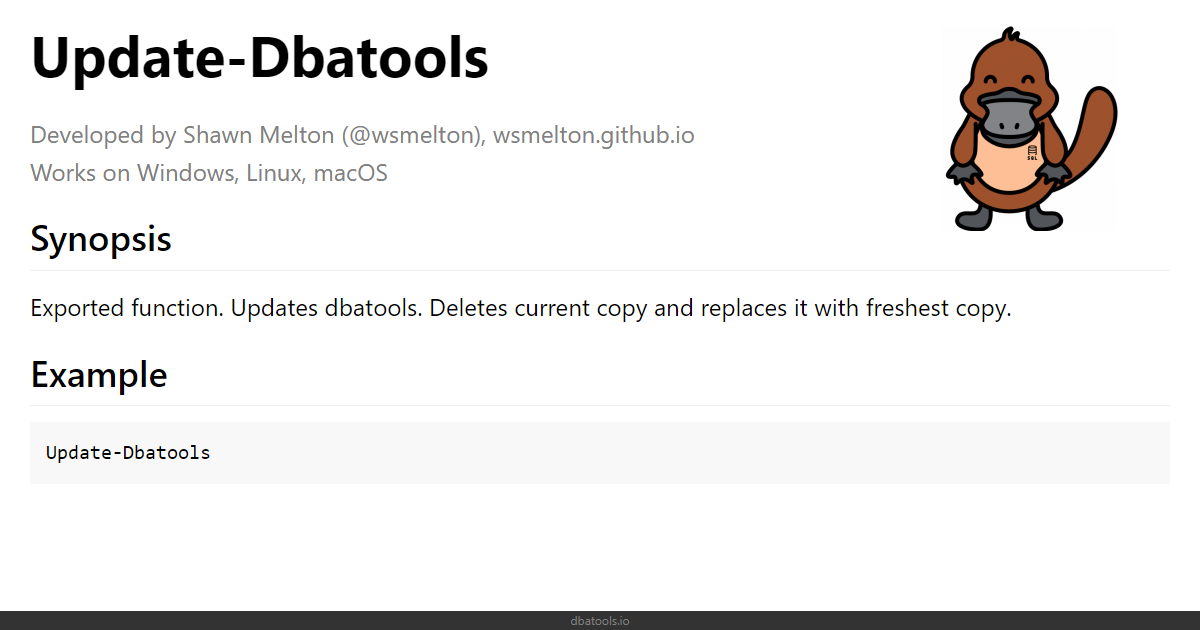 Update-Dbatools
Developed by Shawn Melton (@wsmelton), wsmelton.github.io
Works on Windows, Linux, macOS
SQL
Synopsis
Exported function. Updates dbatools. Deletes current copy and replaces it with freshest copy.
Example
Update-Dbatools
dbatools.io